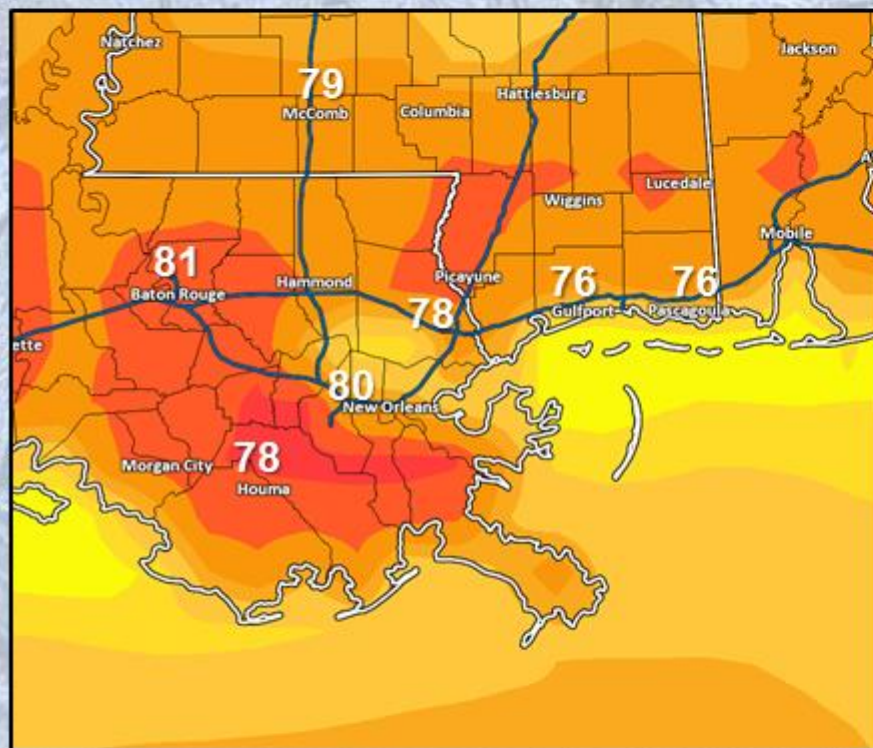 Natchez
Jackson
79
McComb
Columbia
Hattiesburg
Lucedale
Wiggins
Mobile
81
Baton Rouge
Hammond
Picayune
78
76
Gulfport
76
Pascagoula
ette
80
New Orleans
Morgan City
78
Houma
A